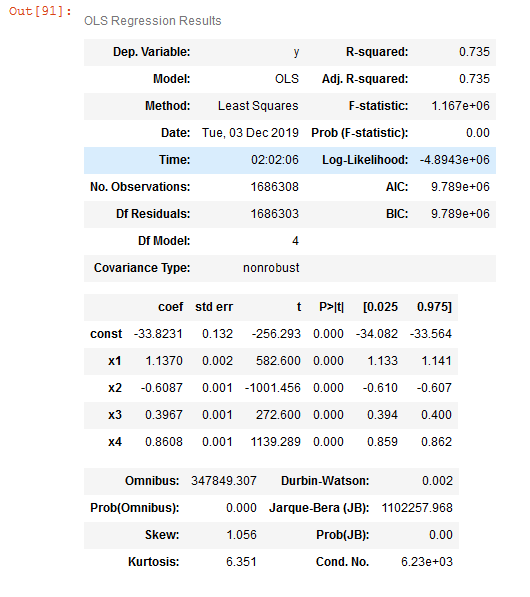 Out[91]: OLS Regression Results
Dep. Variable: y R-squared: 0.735
Model: OLS Adj. R-squared: 0.735
Method: Least Squares F-statistic: 1.167e+06
Date: Tue, 03 Dec 2019 Prob (F-statistic): 0.00
Time: 02:02:06 Log-Likelihood: -4.8943e+06
No. Observations: 1686308 AIC: 9.789e+06
Df Residuals: 1686303 BIC: 9.789e+06
Df Model: 4
Covariance Type: nonrobust
coef std err t P>|t| [0.025 0.975]
const -33.8231 0.132 -256.293 0.000 -34.082 -33.564
x1 1.1370 0.002 582.600 0.000 1.133 1.141
x2 -0.6087 0.001 -1001.456 0.000 -0.610 -0.607
x3 0.3967 0.001 272.600 0.000 0.394 0.400
x4 0.8608 0.001 1139.289 0.000 0.859 0.862
Omnibus: 347849.307 Durbin-Watson: 0.002
Prob(Omnibus): 0.000 Jarque-Bera (JB): 1102257.968
Skew: 1.056 Prob(JB): 0.00
Kurtosis: 6.351 Cond. No. 6.23e+03